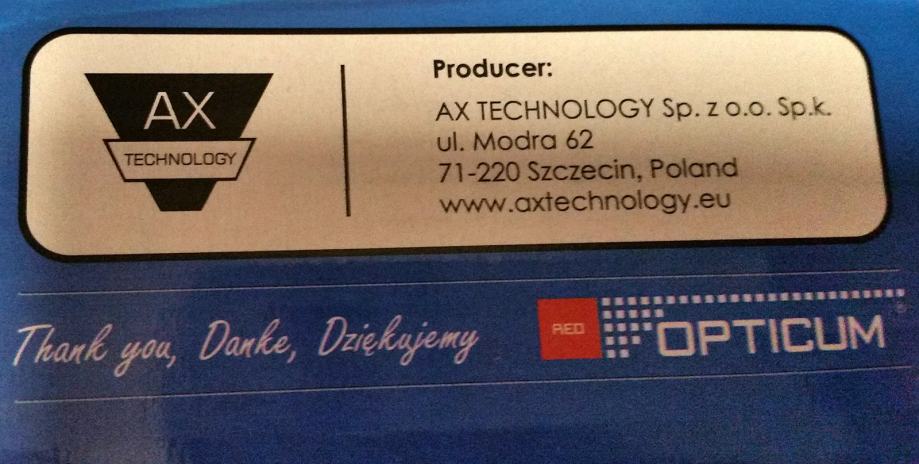 AX
TECHNOLOGY
Producer:
AX TECHNOLOGY Sp. z o.o. Sp.k.
ul. Modra 62
71-220 Szczecin, Poland
www.axtechnology.eu
Thank you, Danke, Dziękujemy
RED OPTICUM®